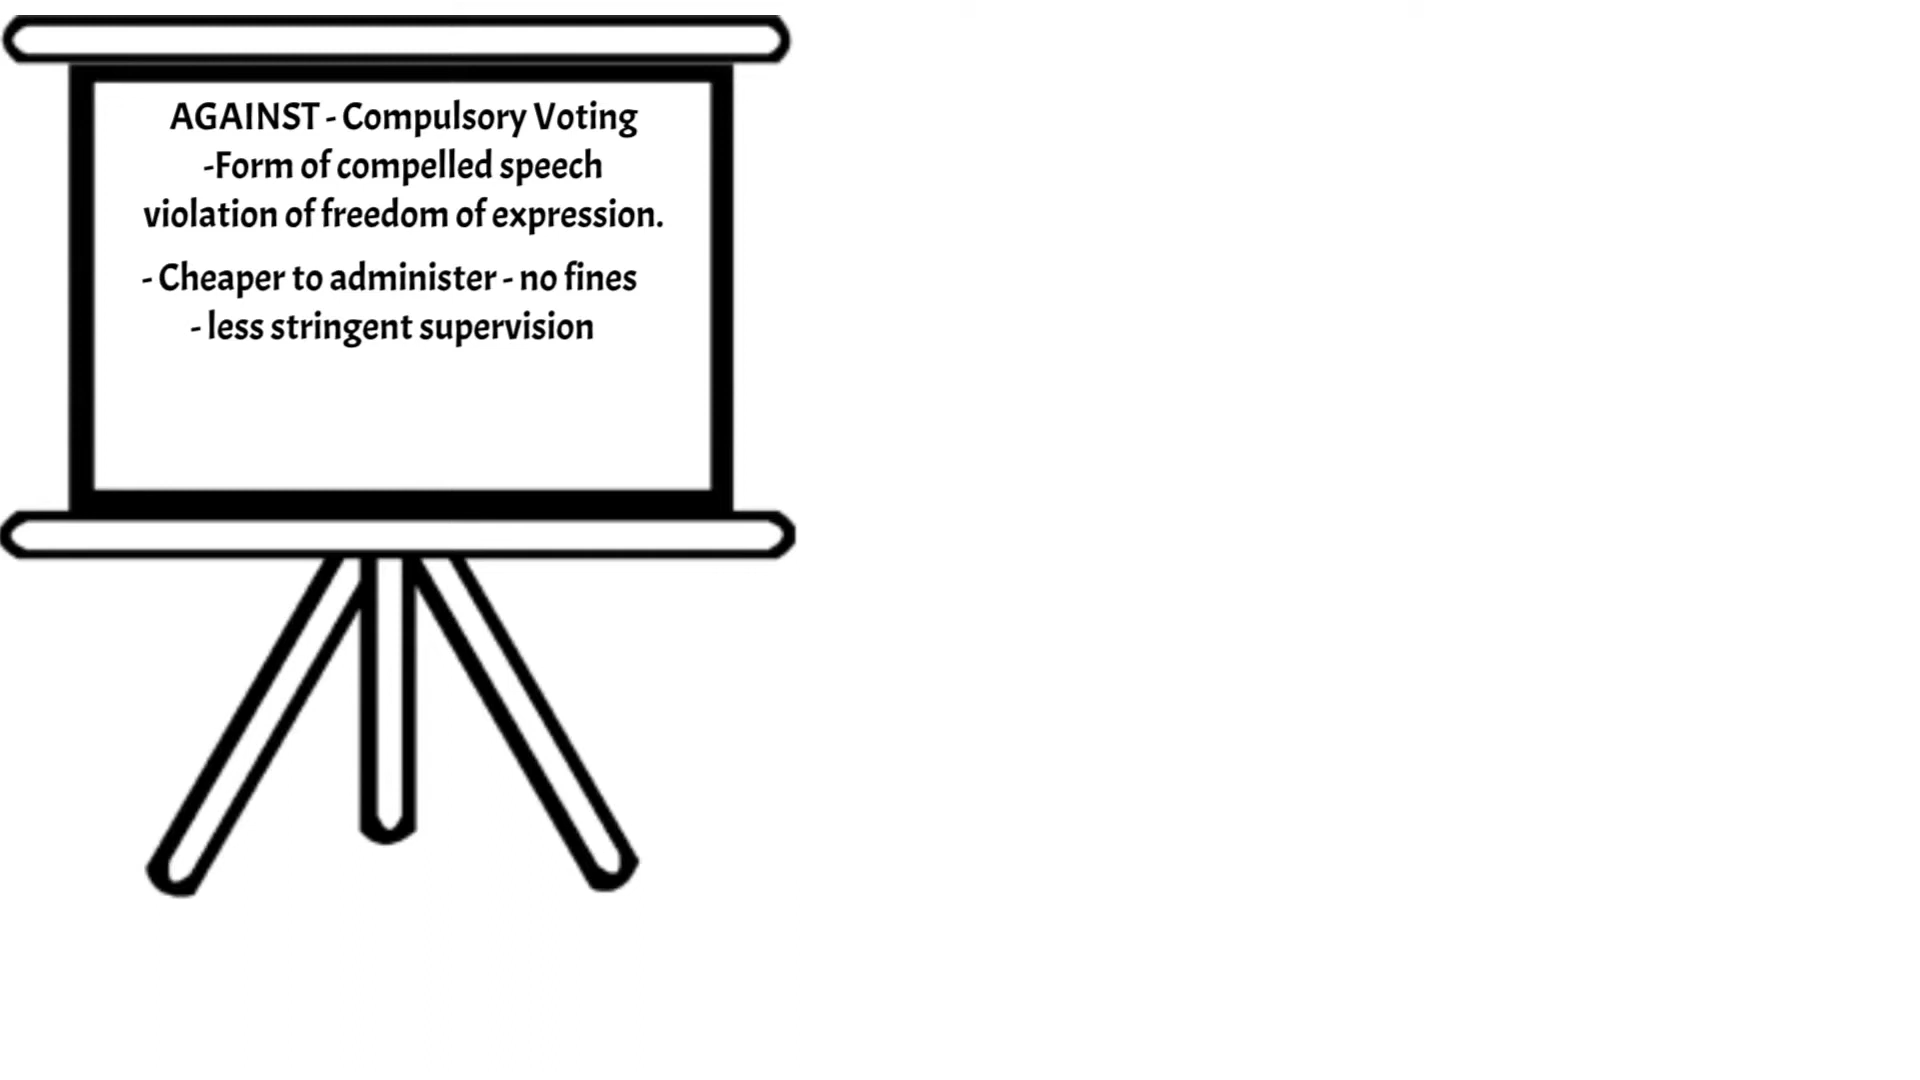 AGAINST - Compulsory Voting
-Form of compelled speech
violation of freedom of expression.
- Cheaper to administer - no fines
- less stringent supervision